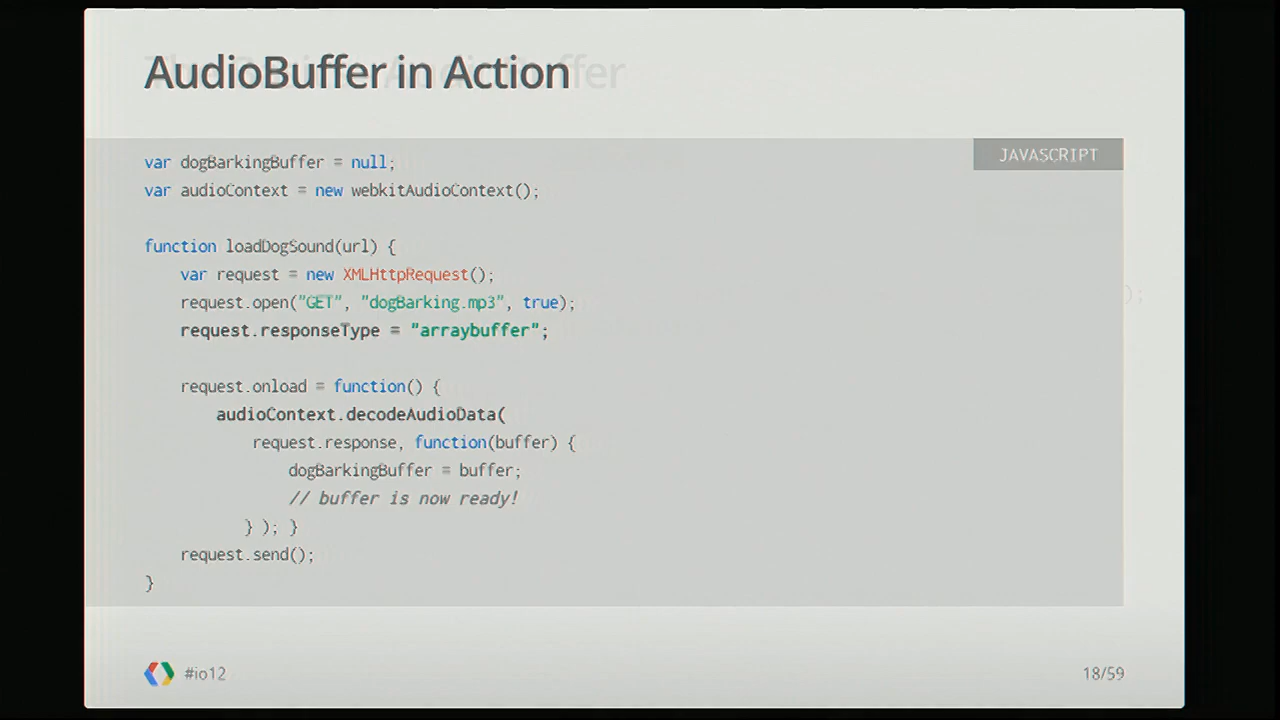 AudioBuffer in Action
JAVASCRIPT
var dogBarkingBuffer = null;
var audioContext = new webkitAudioContext();
function loadDogSound(url) {
var request = new XMLHttpRequest();
request.open("GET", "dogBarking.mp3", true);
request.responseType = "arraybuffer";
request.onload = function() {
audioContext.decodeAudioData(
request.response, function(buffer) {
dogBarkingBuffer = buffer;
// buffer is now ready!
} ); }
request.send();
}
#io12
18/59